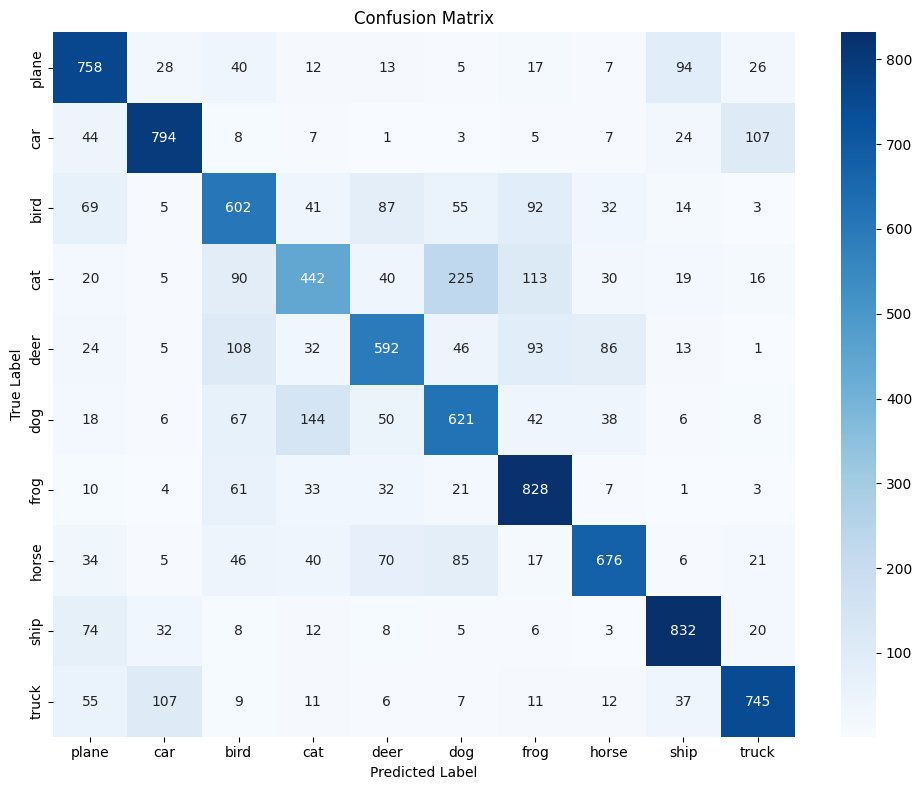 Confusion Matrix
plane 758 28 40 12 13 5 17 7 94 26
car 44 794 8 7 1 3 5 7 24 107
bird 69 5 602 41 87 55 92 32 14 3
cat 20 5 90 442 40 225 113 30 19 16
deer 24 5 108 32 592 46 93 86 13 1
dog 18 6 67 144 50 621 42 38 6 8
frog 10 4 61 33 32 21 828 7 1 3
horse 34 5 46 40 70 85 17 676 6 21
ship 74 32 8 12 8 5 6 3 832 20
truck 55 107 9 11 6 7 11 12 37 745
plane car bird cat deer dog frog horse ship truck
True Label
Predicted Label
800
700
600
500
400
300
200
100